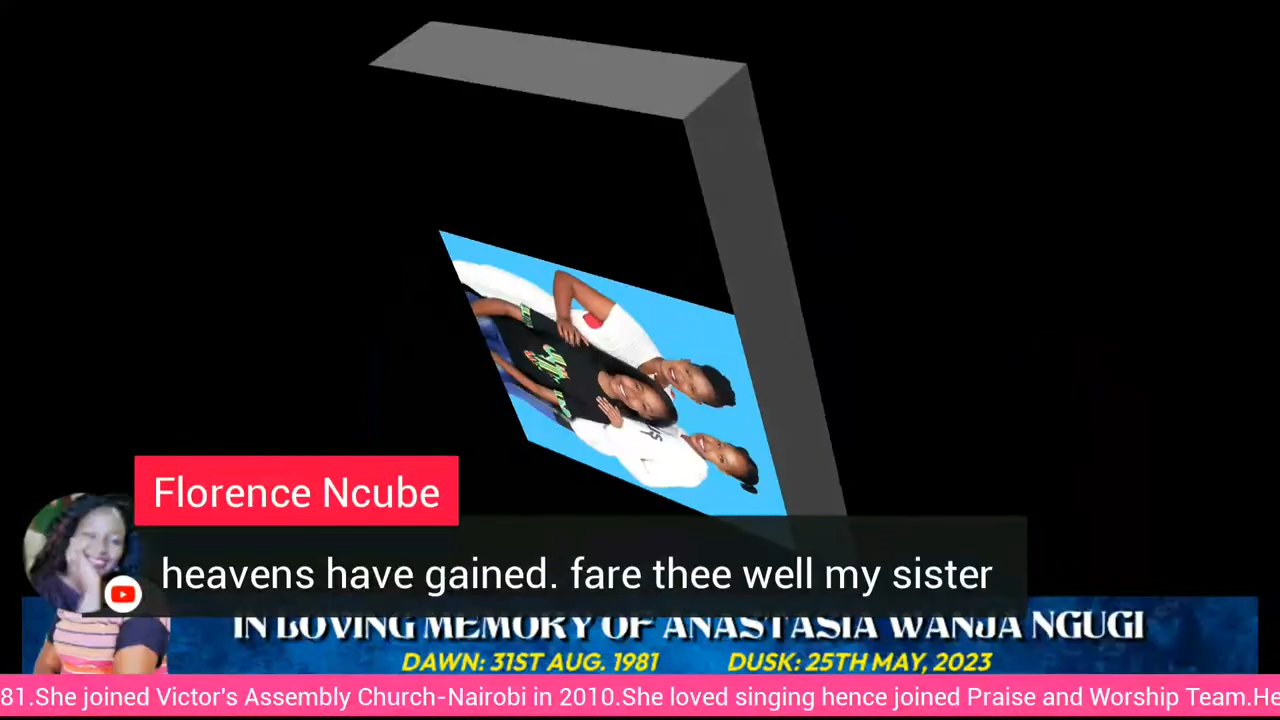 Florence Ncube
heavens have gained. fare thee well my sister
IN LOVING MEMORY OF ANASTASIA WANJA NGUGI
DAWN: 31ST AUG. 1981 DUSK: 25TH MAY, 2023
81.She joined Victor's Assembly Church-Nairobi in 2010.She loved singing hence joined Praise and Worship Team.He